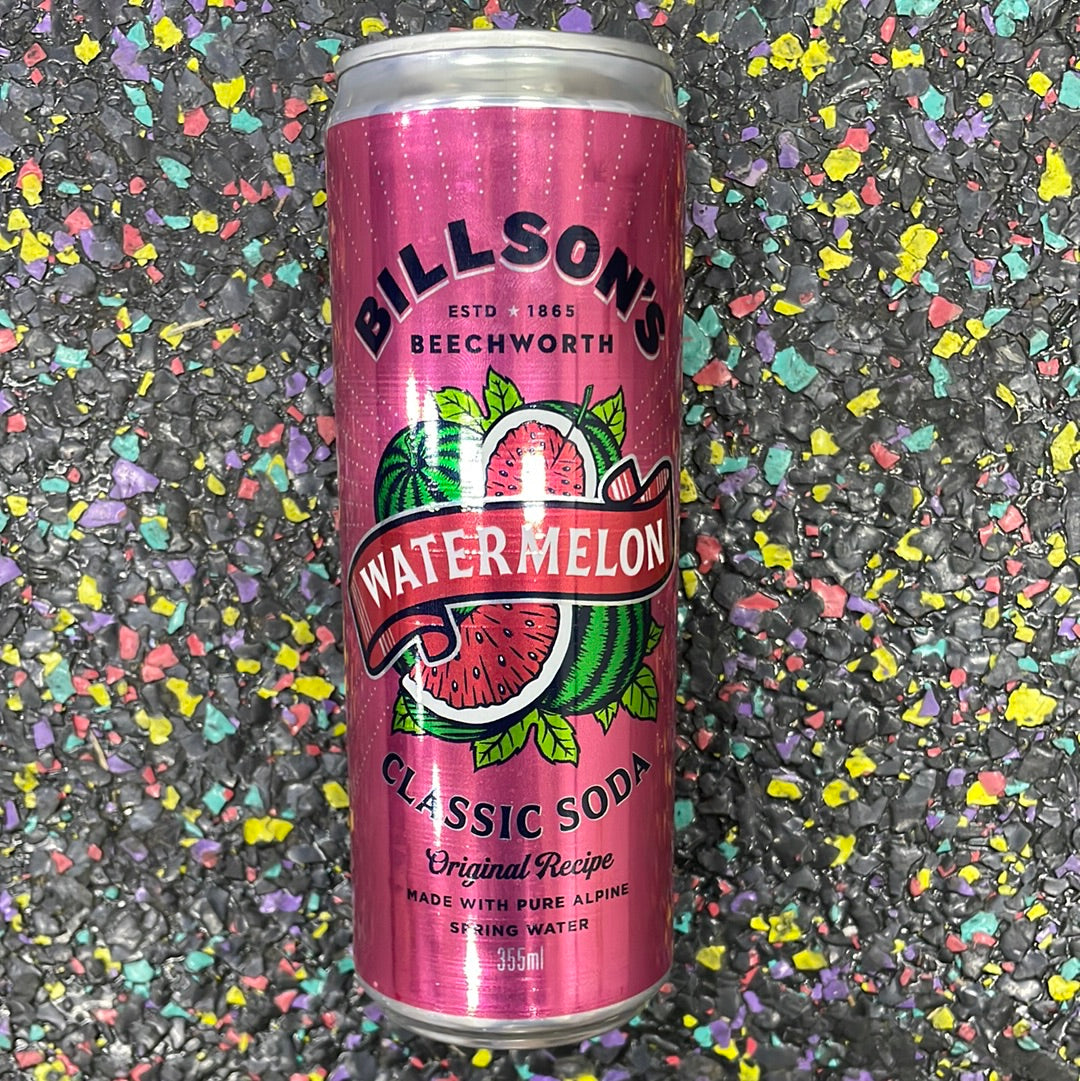 BILLSON'S
ESTD ★ 1865
BEECHWORTH
WATERMELON
CLASSIC SODA
Original Recipe
MADE WITH PURE ALPINE
SPRING WATER
355ml